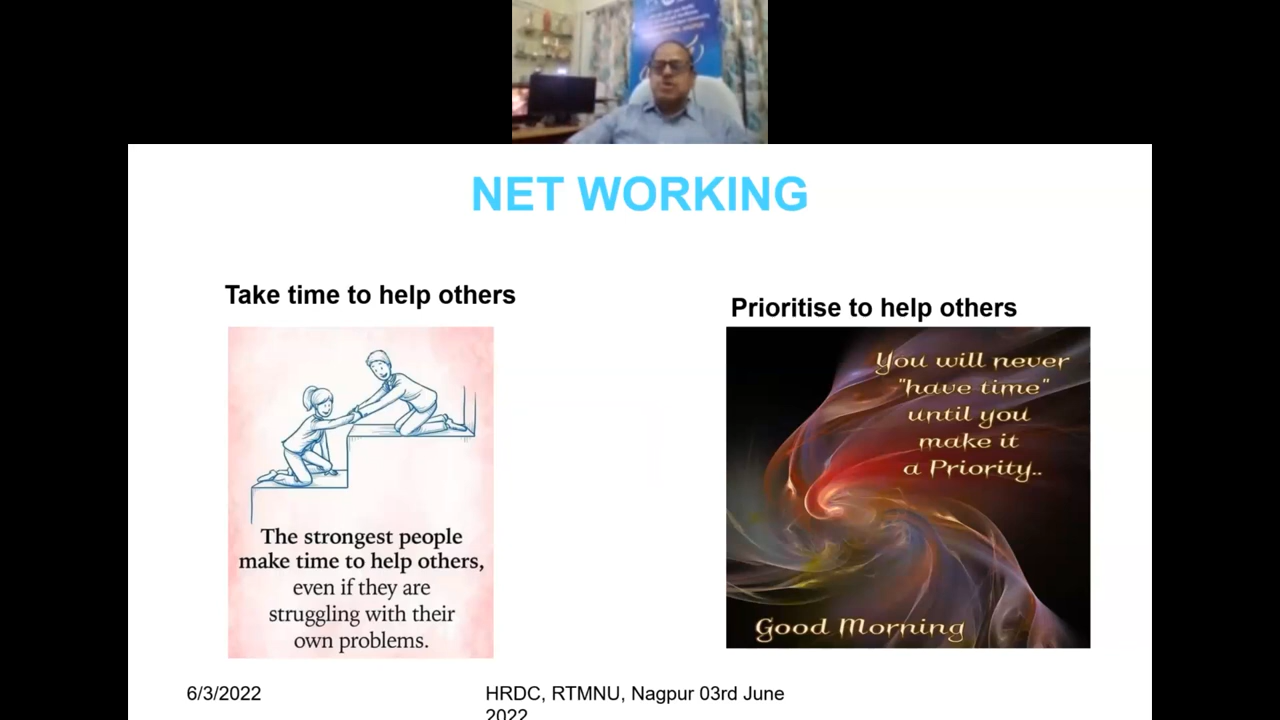 NET WORKING
Take time to help others
Prioritise to help others
The strongest people
make time to help others,
even if they are
struggling with their
own problems.
You will never
"have time"
until you
make it
a Priority..
Good Morning
6/3/2022
HRDC, RTMNU, Nagpur 03rd June
2022